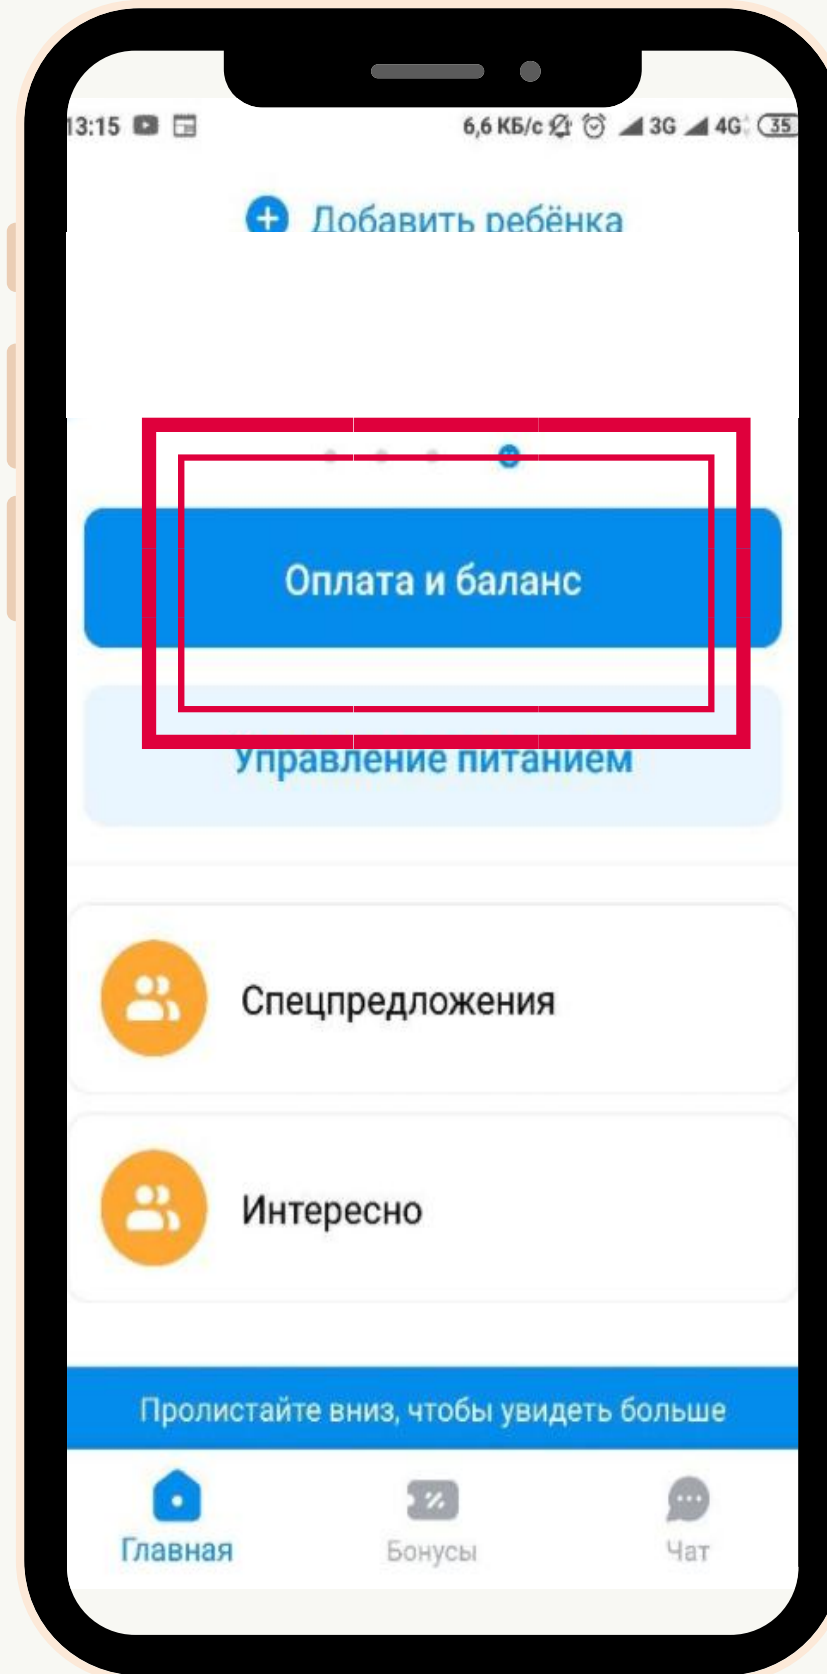 13:15
6,6 КБ/с 3G 4G 35
Добавить ребёнка
Оплата и баланс
Управление питанием
Спецпредложения
Интересно
Пролистайте вниз, чтобы увидеть больше
Главная Бонусы Чат